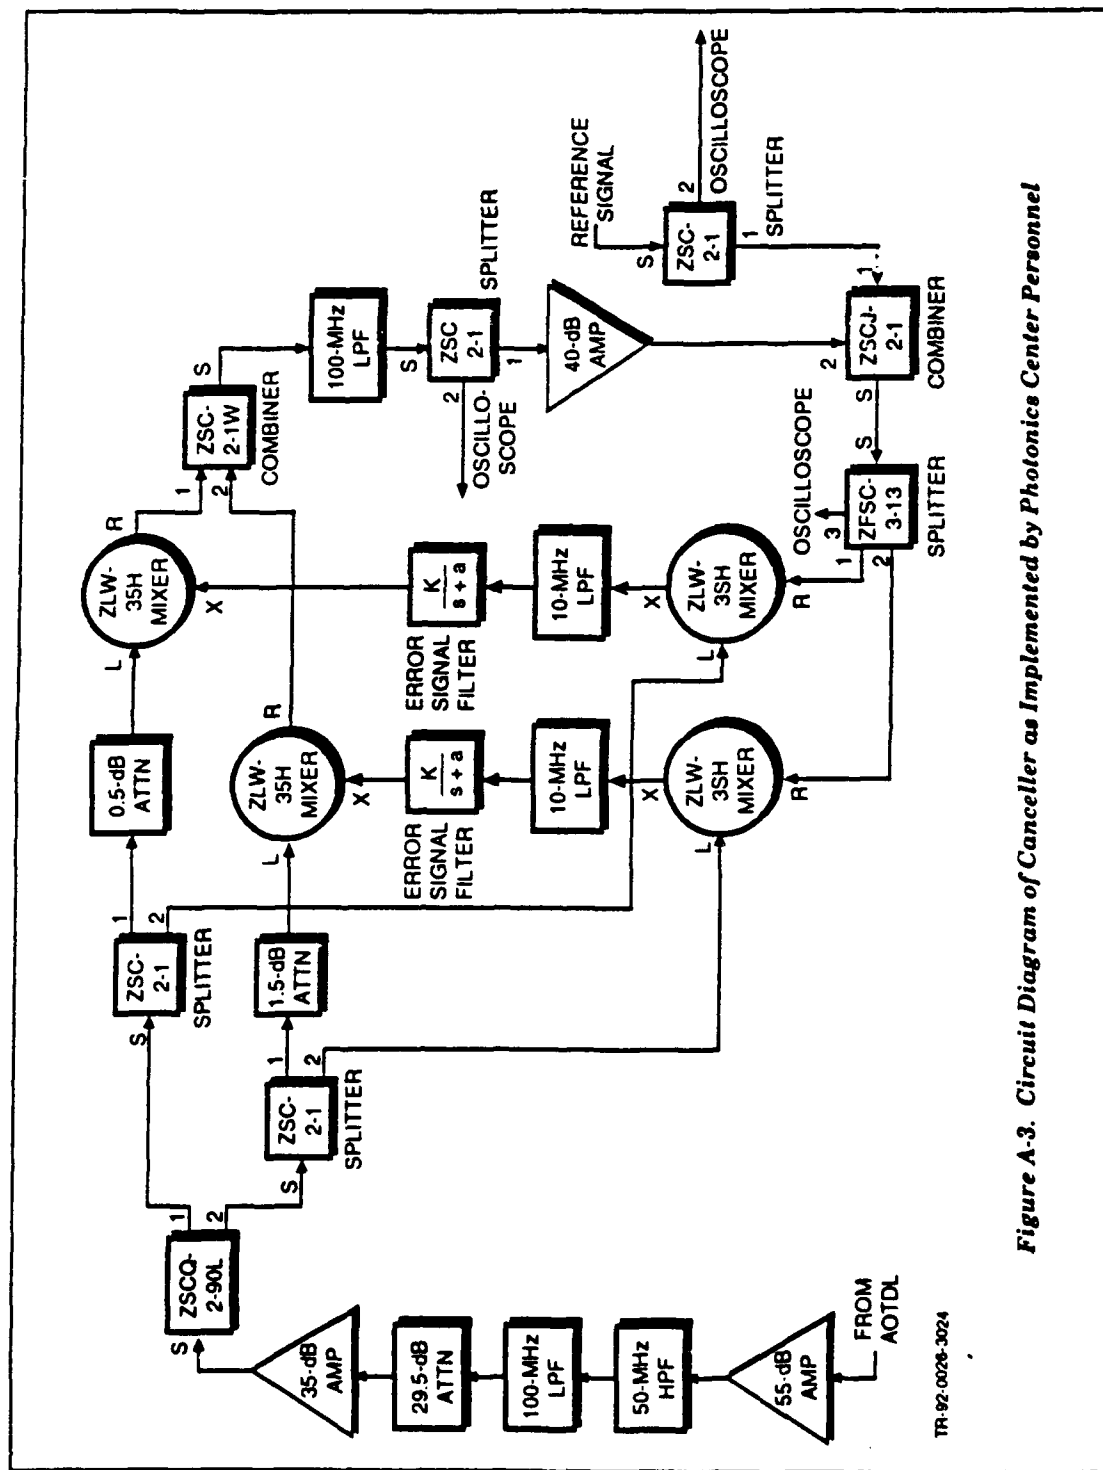 FROM
AOTDL
55-dB
AMP
50-MHz
HPF
100-MHz
LPF
29.5-dB
ATTN
35-dB
AMP
S
ZSCQ-
2-90L
1
2
S
ZSC-
2-1
SPLITTER
1
2
0.5-dB
ATTN
L
ZLW-
35H
MIXER
R
X
S
ZSC-
2-1
SPLITTER
1
2
1.5-dB
ATTN
L
ZLW-
35H
MIXER
R
X
1
2
ZSC-
2-1W
COMBINER
S
100-MHz
LPF
S
ZSC
2-1
SPLITTER
1
2
OSCILLO-
SCOPE
40-dB
AMP
ERROR
SIGNAL
FILTER
K
s + a
10-MHz
LPF
X
ZLW-
3SH
MIXER
L
R
ERROR
SIGNAL
FILTER
K
s + a
10-MHz
LPF
X
ZLW-
3SH
MIXER
L
R
REFERENCE
SIGNAL
S
ZSC-
2-1
2
OSCILLOSCOPE
1
SPLITTER
1
2
ZSCJ-
2-1
COMBINER
S
S
ZFSC-
3-13
SPLITTER
OSCILLOSCOPE
3
1
2
TR-92-0026-3024
Figure A-3. Circuit Diagram of Canceller as Implemented by Photonics Center Personnel